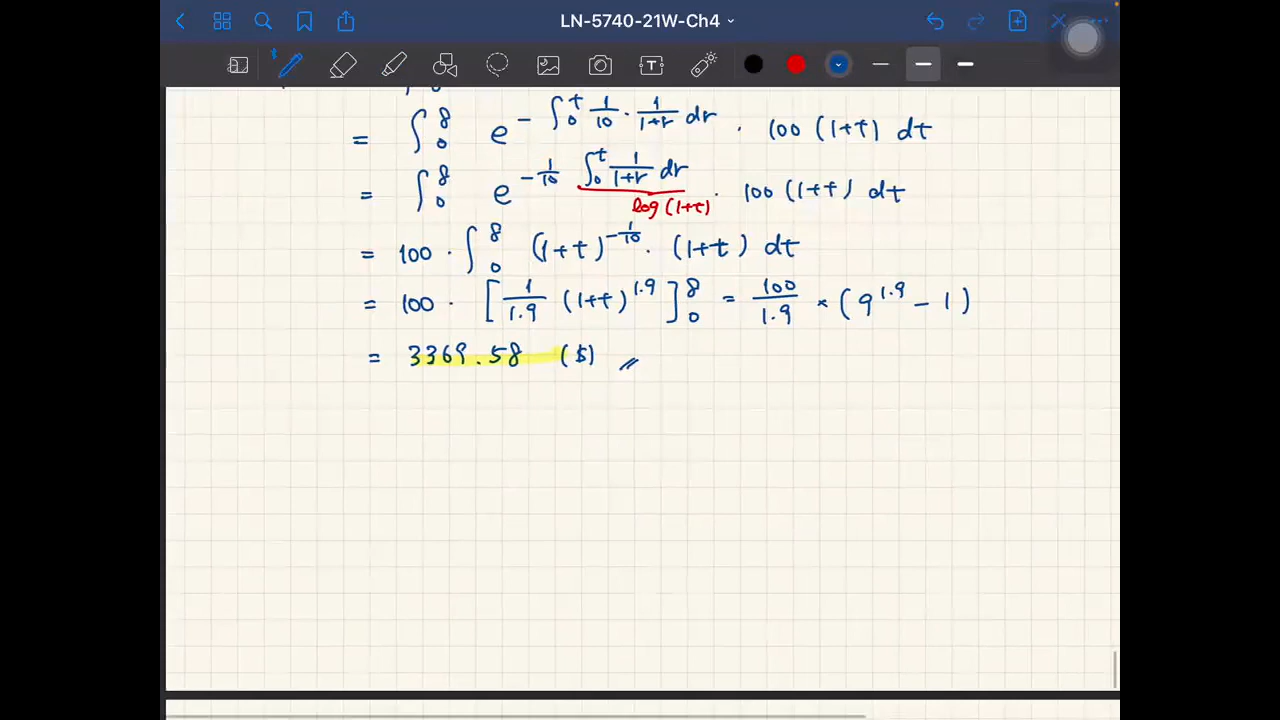 LN-5740-21W-Ch4
= ∫₀⁸ e^{-∫₀ᵗ 1/10 · 1/(1+r) dr} · 100 (1+t) dt
= ∫₀⁸ e^{-1/10 ∫₀ᵗ 1/(1+r) dr} · 100 (1+t) dt
log (1+t)
= 100 · ∫₀⁸ (1+t)^{-1/10} · (1+t) dt
= 100 · [1/1.9 (1+t)^{1.9}]₀⁸ = 100/1.9 × (9^{1.9} - 1)
= 3369.58 ($)